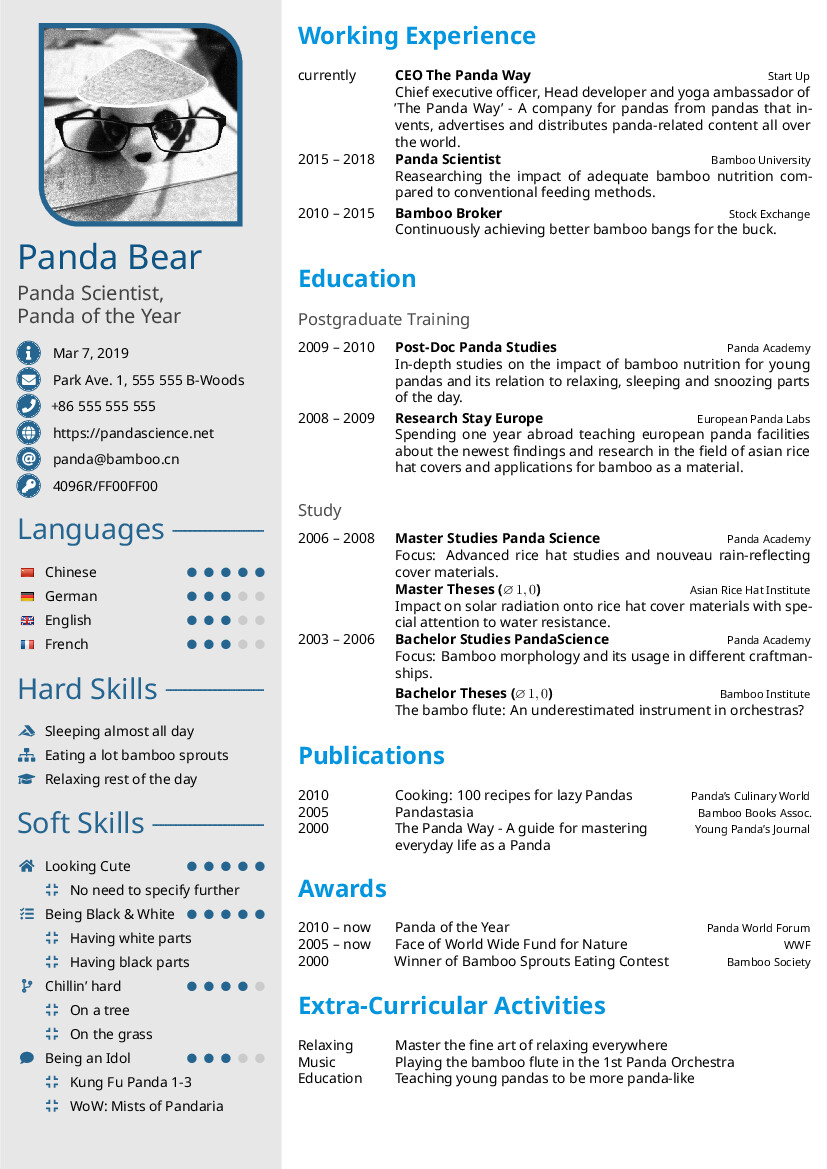 Panda Bear
Panda Scientist,
Panda of the Year
Mar 7, 2019
Park Ave. 1, 555 555 B-Woods
+86 555 555 555
https://pandascience.net
panda@bamboo.cn
4096R/FF00FF00
Languages
Chinese
German
English
French
Hard Skills
Sleeping almost all day
Eating a lot bamboo sprouts
Relaxing rest of the day
Soft Skills
Looking Cute
No need to specify further
Being Black & White
Having white parts
Having black parts
Chillin’ hard
On a tree
On the grass
Being an Idol
Kung Fu Panda 1-3
WoW: Mists of Pandaria
Working Experience
currently CEO The Panda Way Start Up
Chief executive officer, Head developer and yoga ambassador of
’The Panda Way’ - A company for pandas from pandas that in-
vents, advertises and distributes panda-related content all over
the world.
2015 – 2018 Panda Scientist Bamboo University
Reasearching the impact of adequate bamboo nutrition com-
pared to conventional feeding methods.
2010 – 2015 Bamboo Broker Stock Exchange
Continuously achieving better bamboo bangs for the buck.
Education
Postgraduate Training
2009 – 2010 Post-Doc Panda Studies Panda Academy
In-depth studies on the impact of bamboo nutrition for young
pandas and its relation to relaxing, sleeping and snoozing parts
of the day.
2008 – 2009 Research Stay Europe European Panda Labs
Spending one year abroad teaching european panda facilities
about the newest findings and research in the field of asian rice
hat covers and applications for bamboo as a material.
Study
2006 – 2008 Master Studies Panda Science Panda Academy
Focus: Advanced rice hat studies and nouveau rain-reflecting
cover materials.
Master Theses (∅ 1, 0) Asian Rice Hat Institute
Impact on solar radiation onto rice hat cover materials with spe-
cial attention to water resistance.
2003 – 2006 Bachelor Studies PandaScience Panda Academy
Focus: Bamboo morphology and its usage in different craftman-
ships.
Bachelor Theses (∅ 1, 0) Bamboo Institute
The bambo flute: An underestimated instrument in orchestras?
Publications
2010 Cooking: 100 recipes for lazy Pandas Panda’s Culinary World
2005 Pandastasia Bamboo Books Assoc.
2000 The Panda Way - A guide for mastering Young Panda’s Journal
everyday life as a Panda
Awards
2010 – now Panda of the Year Panda World Forum
2005 – now Face of World Wide Fund for Nature WWF
2000 Winner of Bamboo Sprouts Eating Contest Bamboo Society
Extra-Curricular Activities
Relaxing Master the fine art of relaxing everywhere
Music Playing the bamboo flute in the 1st Panda Orchestra
Education Teaching young pandas to be more panda-like